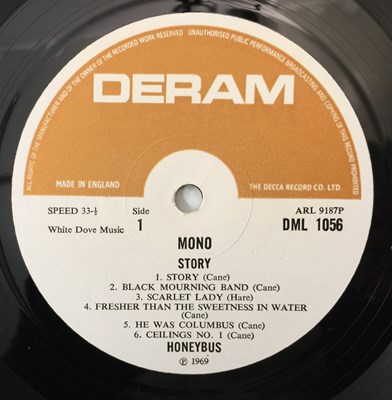 ALL RIGHTS OF THE MANUFACTURER AND OF THE OWNER OF THE RECORDED WORK RESERVED UNAUTHORISED PUBLIC PERFORMANCE BROADCASTING AND COPYING OF THIS RECORD PROHIBITED
DERAM
MADE IN ENGLAND THE DECCA RECORD CO. LTD.
SPEED 33-⅓ Side ARL 9187P
White Dove Music 1 DML 1056
MONO
STORY
1. STORY (Cane)
2. BLACK MOURNING BAND (Cane)
3. SCARLET LADY (Hare)
4. FRESHER THAN THE SWEETNESS IN WATER
(Cane)
5. HE WAS COLUMBUS (Cane)
6. CEILINGS NO. 1 (Cane)
HONEYBUS
℗ 1969